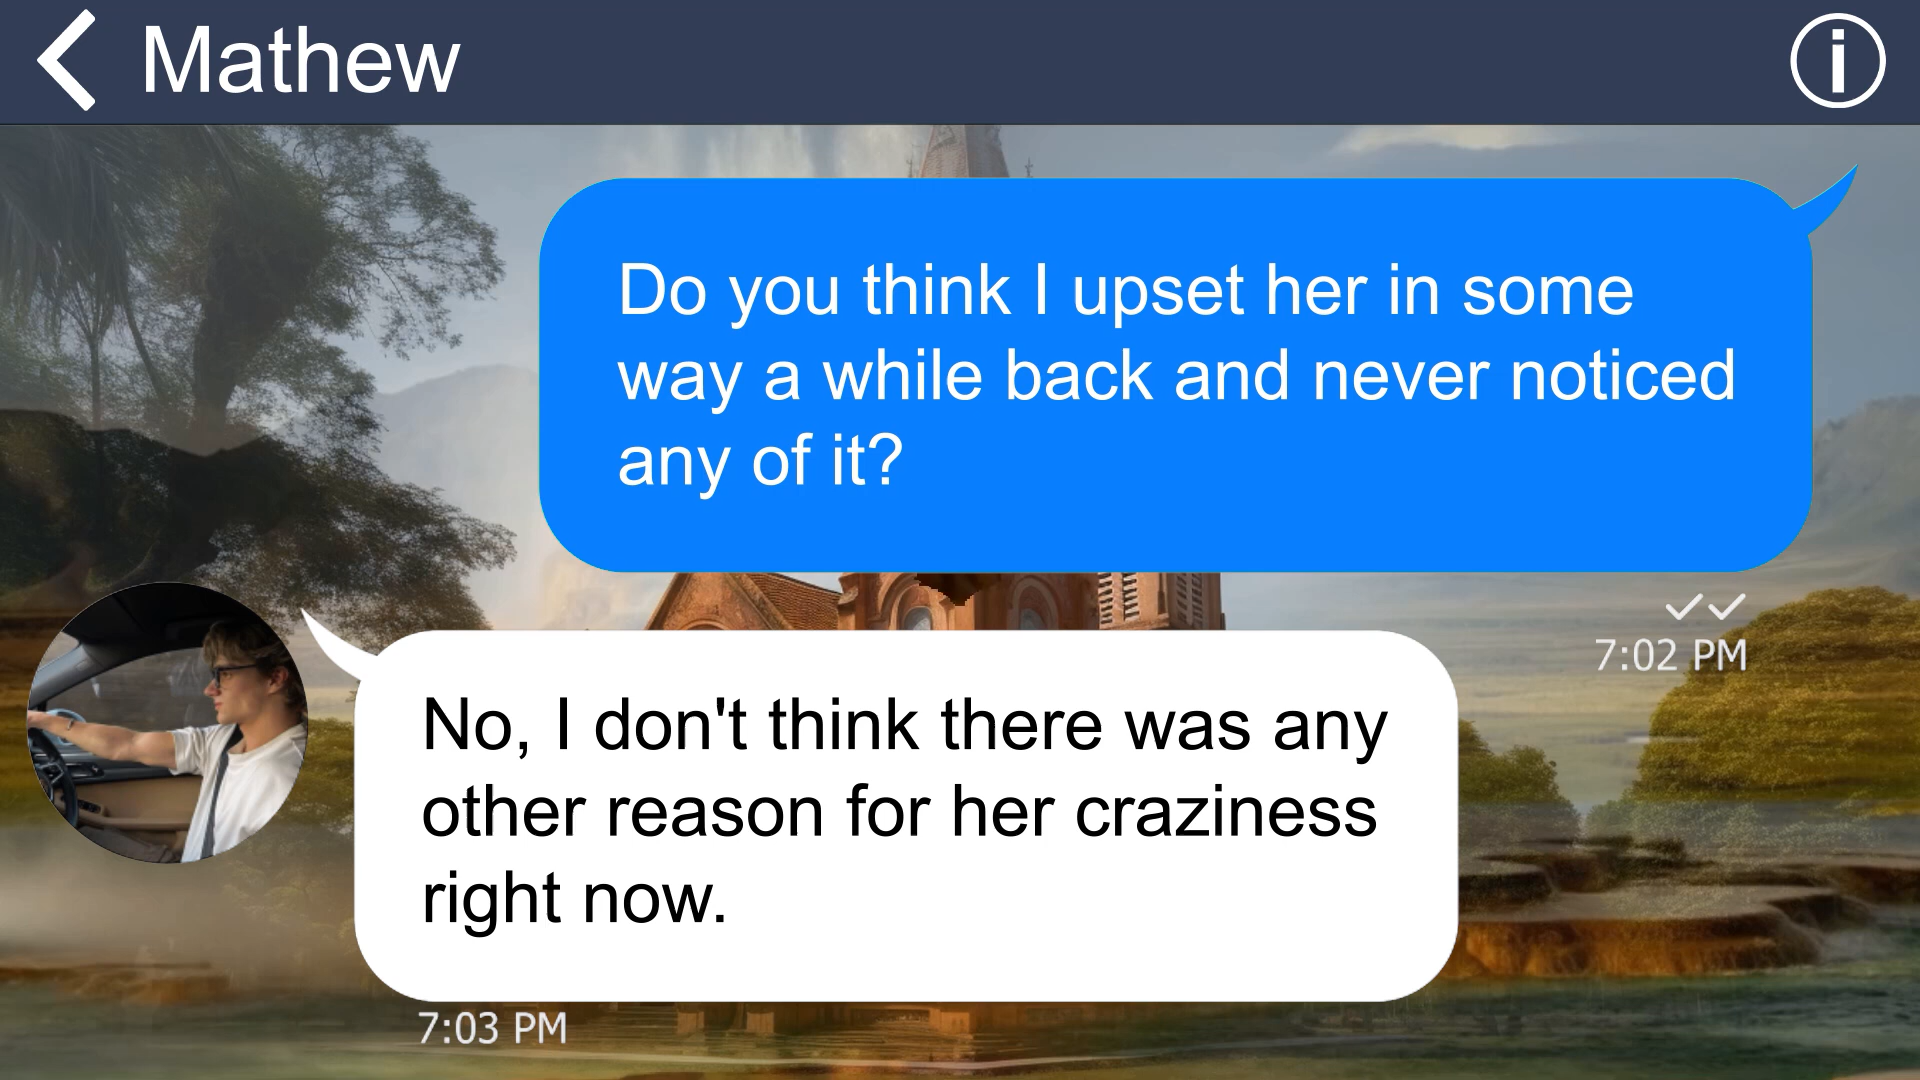 Mathew
Do you think I upset her in some
way a while back and never noticed
any of it?
7:02 PM
No, I don't think there was any
other reason for her craziness
right now.
7:03 PM